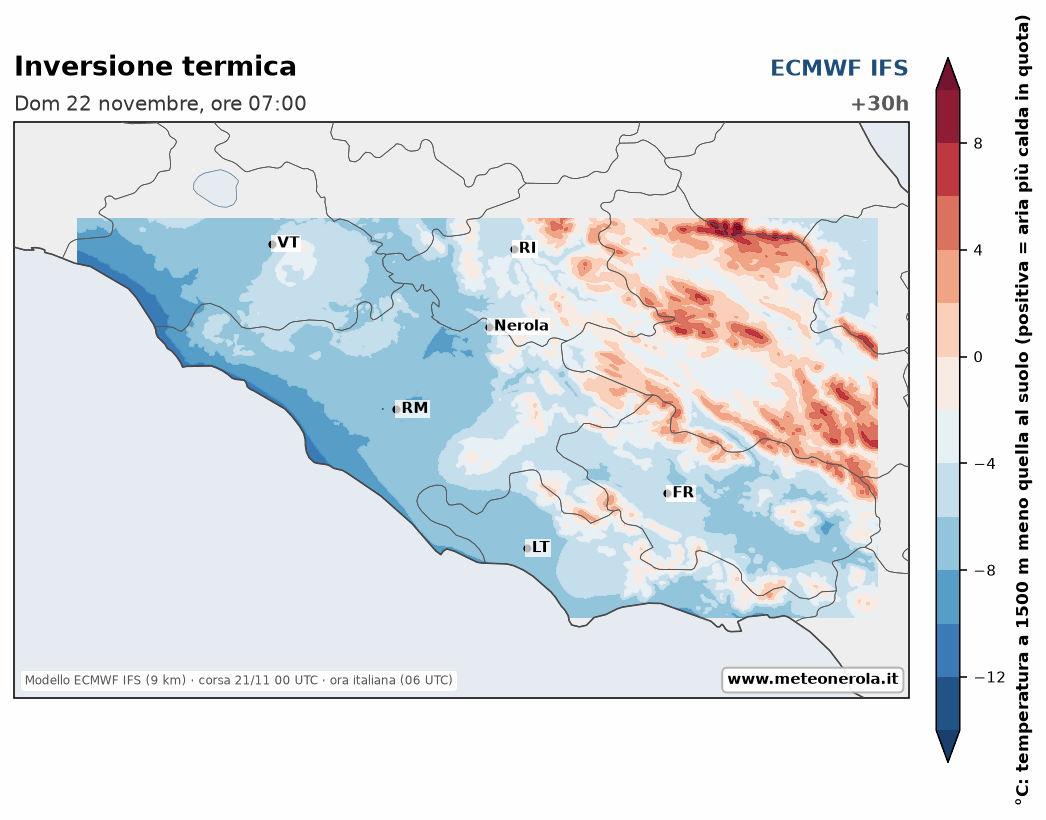 Inversione termica
ECMWF IFS
Dom 22 novembre, ore 07:00
+30h
VT
RI
Nerola
RM
FR
LT
8
4
0
−4
−8
−12
°C: temperatura a 1500 m meno quella al suolo (positiva = aria più calda in quota)
Modello ECMWF IFS (9 km) · corsa 21/11 00 UTC · ora italiana (06 UTC)
www.meteonerola.it